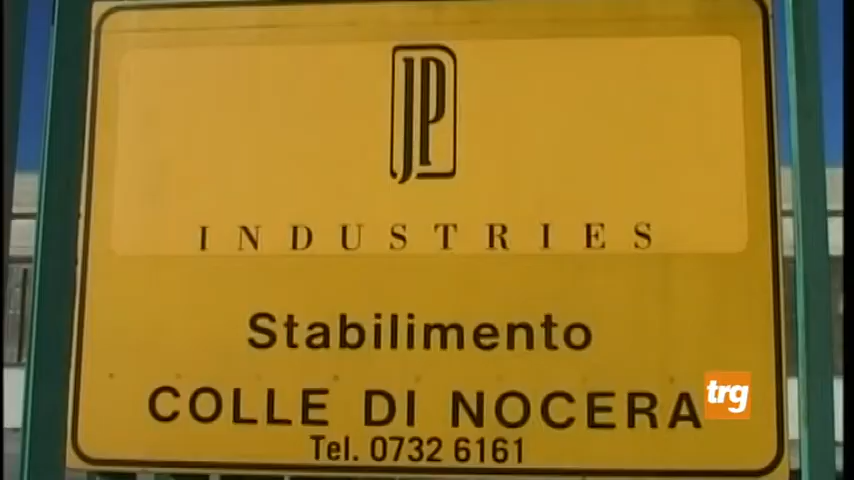 JP
INDUSTRIES
Stabilimento
COLLE DI NOCERA
Tel. 0732 6161
trg